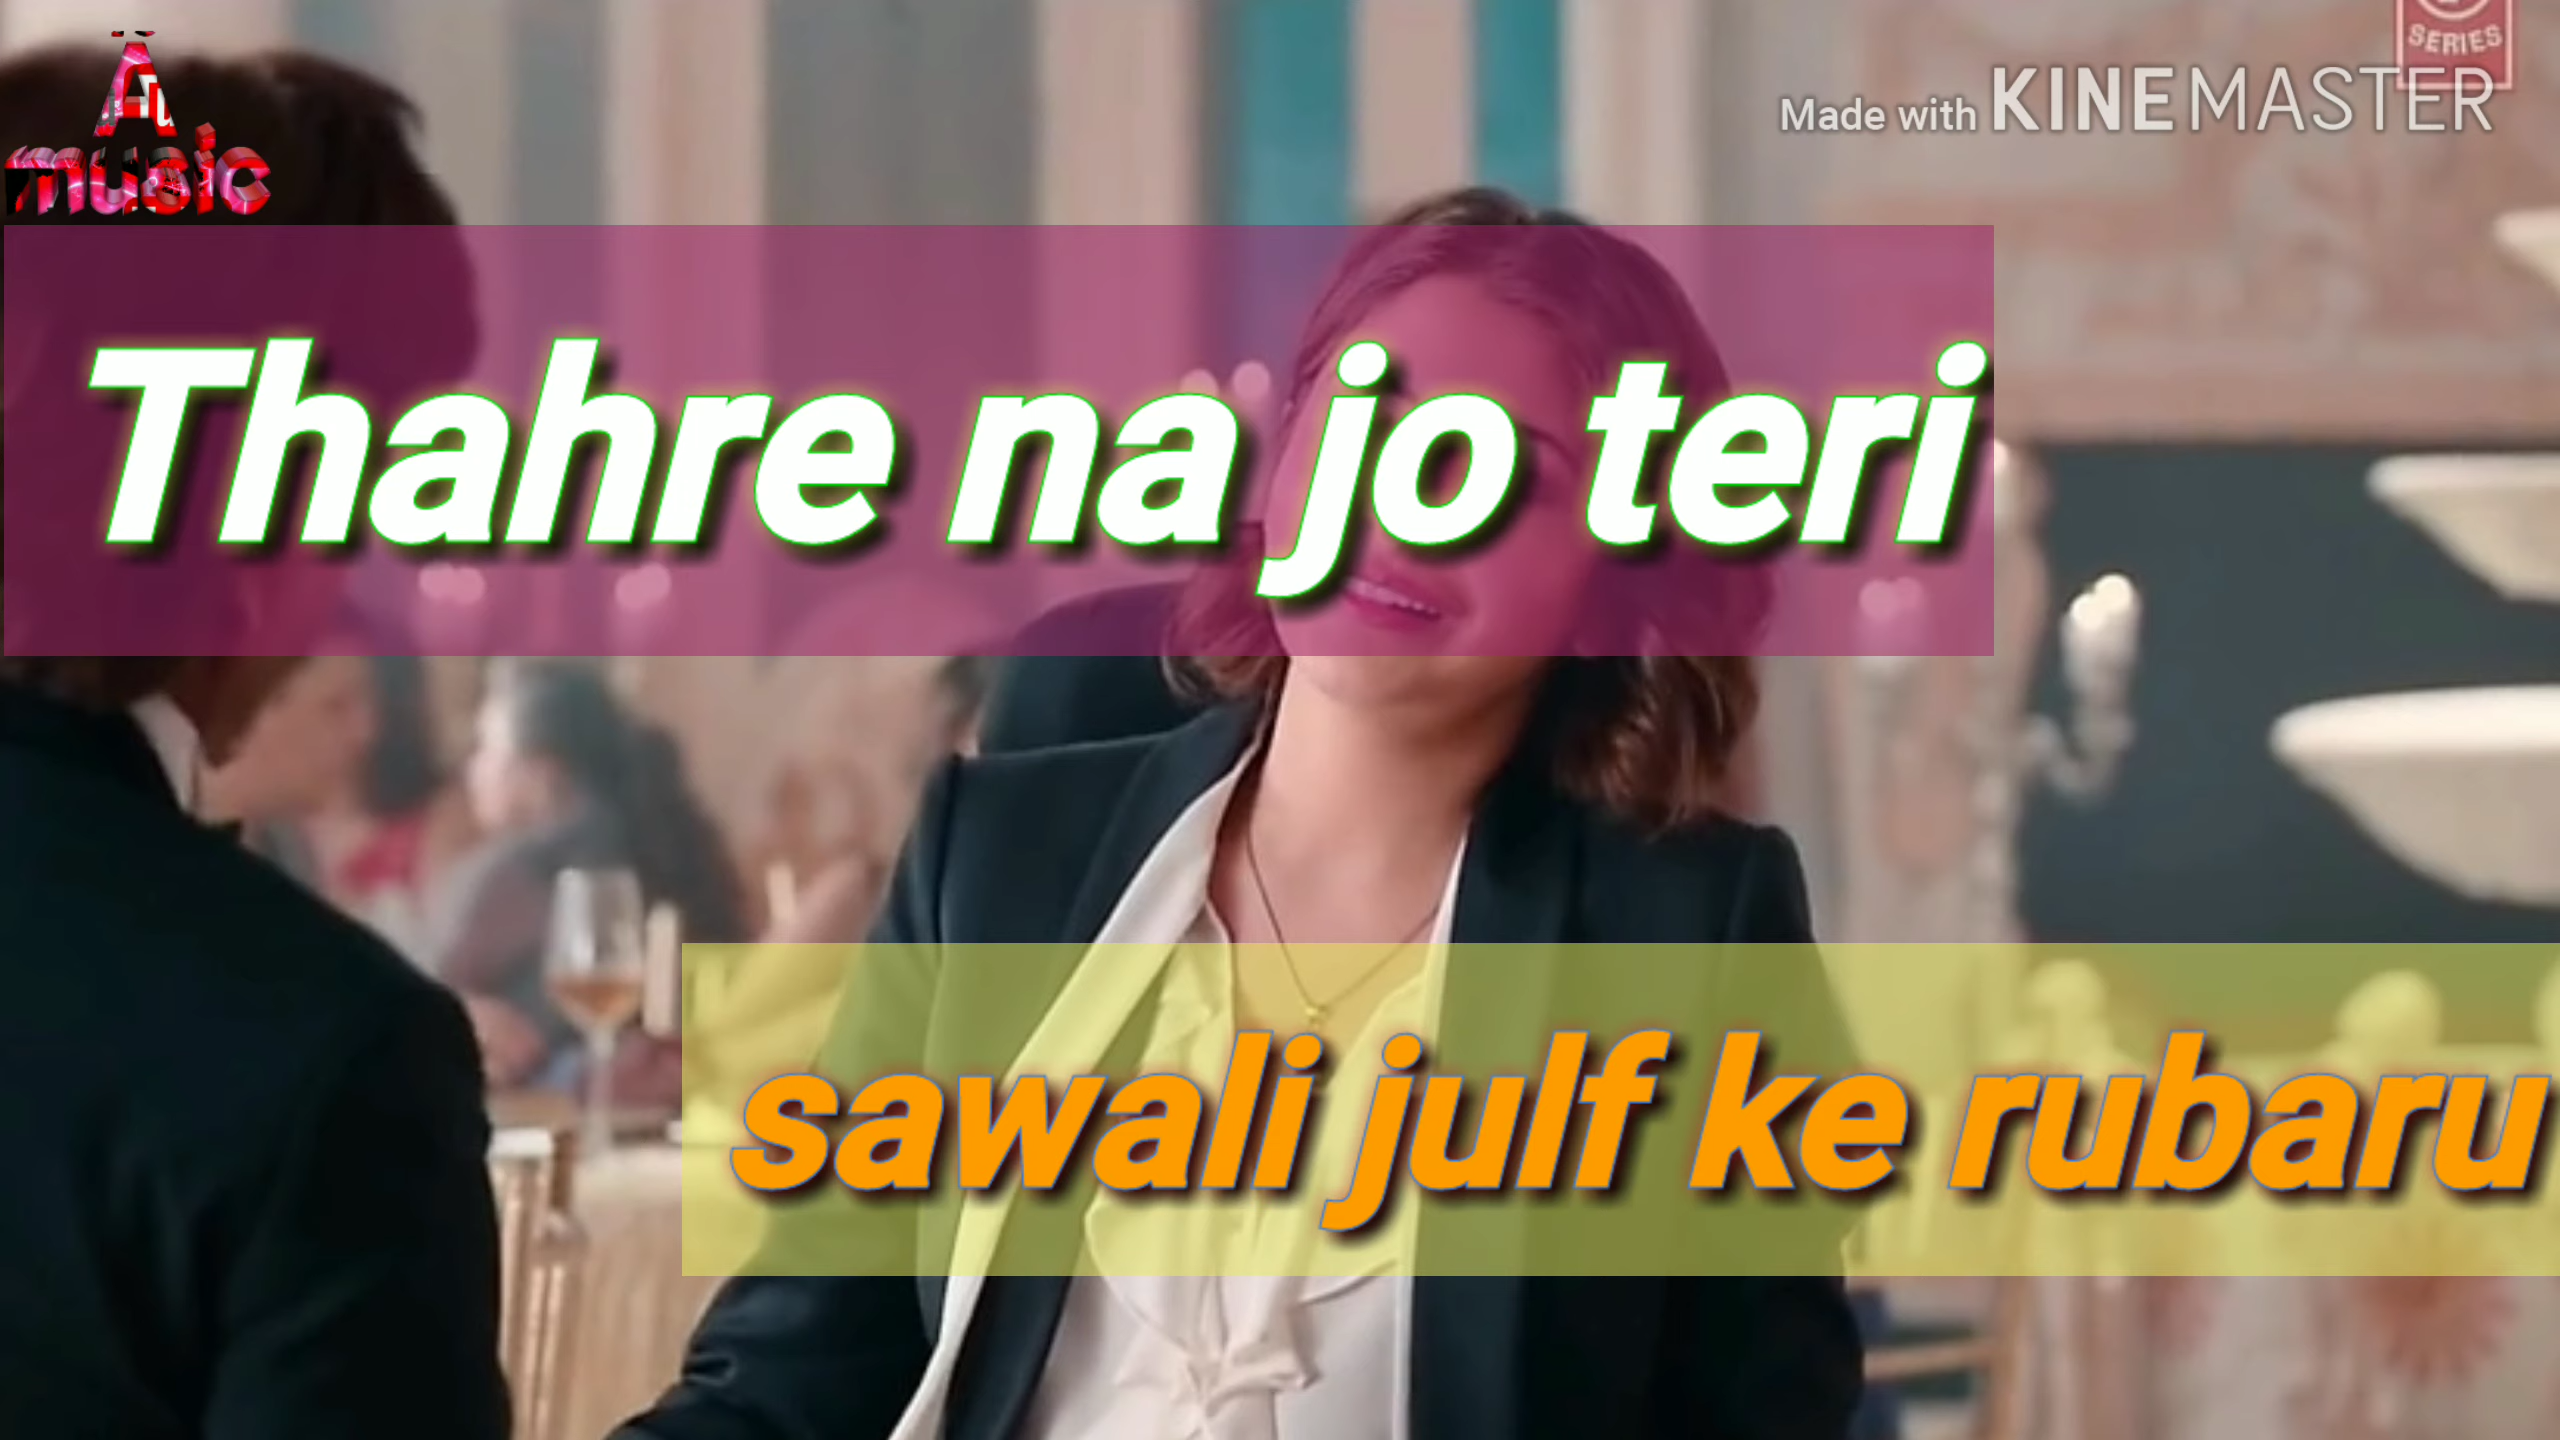 A
music
SERIES
Made with KINEMASTER
Thahre na jo teri
sawali julf ke rubaru